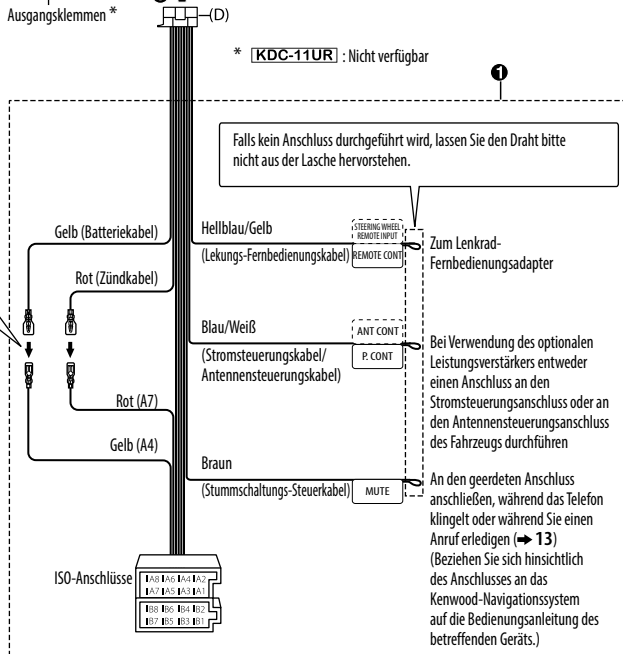 Ausgangsklemmen *
(D)
* KDC-11UR : Nicht verfügbar
1
Falls kein Anschluss durchgeführt wird, lassen Sie den Draht bitte
nicht aus der Lasche hervorstehen.
Gelb (Batteriekabel)
Rot (Zündkabel)
Rot (A7)
Gelb (A4)
Hellblau/Gelb
(Lekungs-Fernbedienungskabel)
STEERING WHEEL
REMOTE INPUT
REMOTE CONT
Zum Lenkrad-
Fernbedienungsadapter
Blau/Weiß
(Stromsteuerungskabel/
Antennensteuerungskabel)
ANT CONT
P. CONT
Bei Verwendung des optionalen
Leistungsverstärkers entweder
einen Anschluss an den
Stromsteuerungsanschluss oder an
den Antennensteuerungsanschluss
des Fahrzeugs durchführen
Braun
(Stummschaltungs-Steuerkabel)
MUTE
An den geerdeten Anschluss
anschließen, während das Telefon
klingelt oder während Sie einen
Anruf erledigen (➡ 13)
(Beziehen Sie sich hinsichtlich
des Anschlusses an das
Kenwood-Navigationssystem
auf die Bedienungsanleitung des
betreffenden Geräts.)
ISO-Anschlüsse
A8 A6 A4 A2
A7 A5 A3 A1
B8 B6 B4 B2
B7 B5 B3 B1